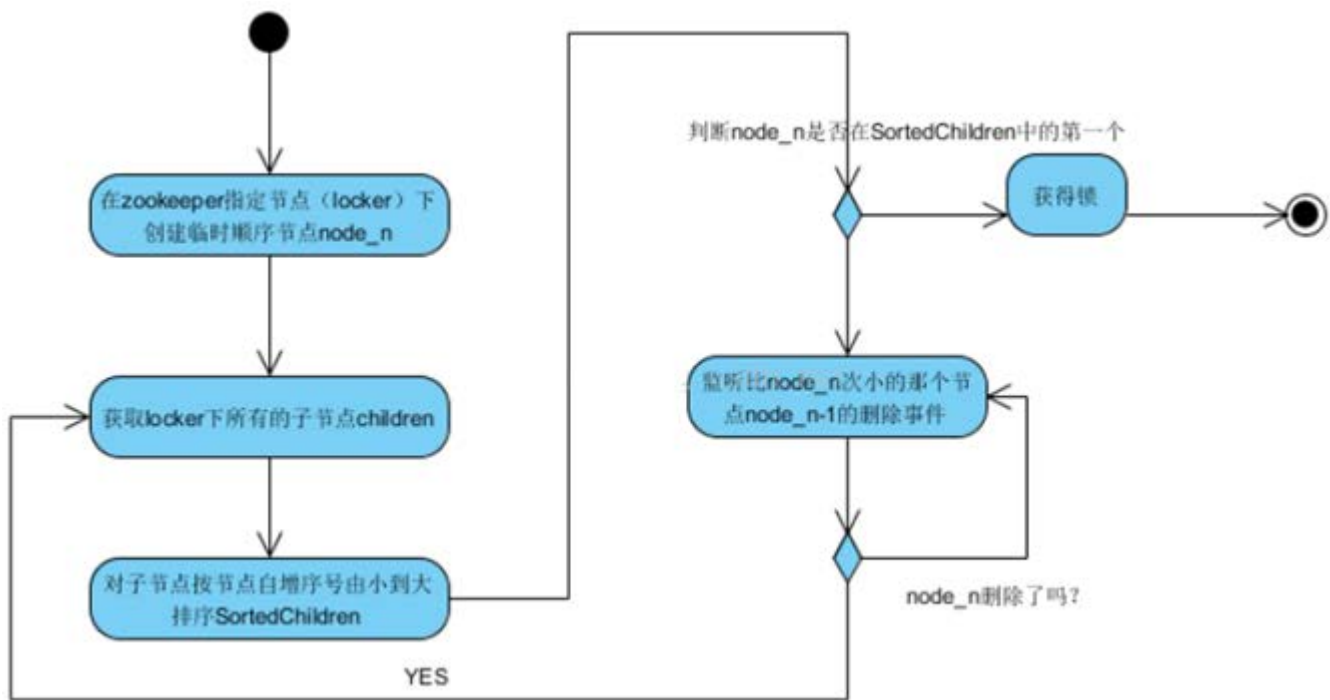 在zookeeper指定节点（locker）下
创建临时顺序节点node_n
获取locker下所有的子节点children
对子节点按节点自增序号由小到大
排序SortedChildren
判断node_n是否在SortedChildren中的第一个
获得锁
监听比node_n次小的那个节
点node_n-1的删除事件
node_n删除了吗?
YES